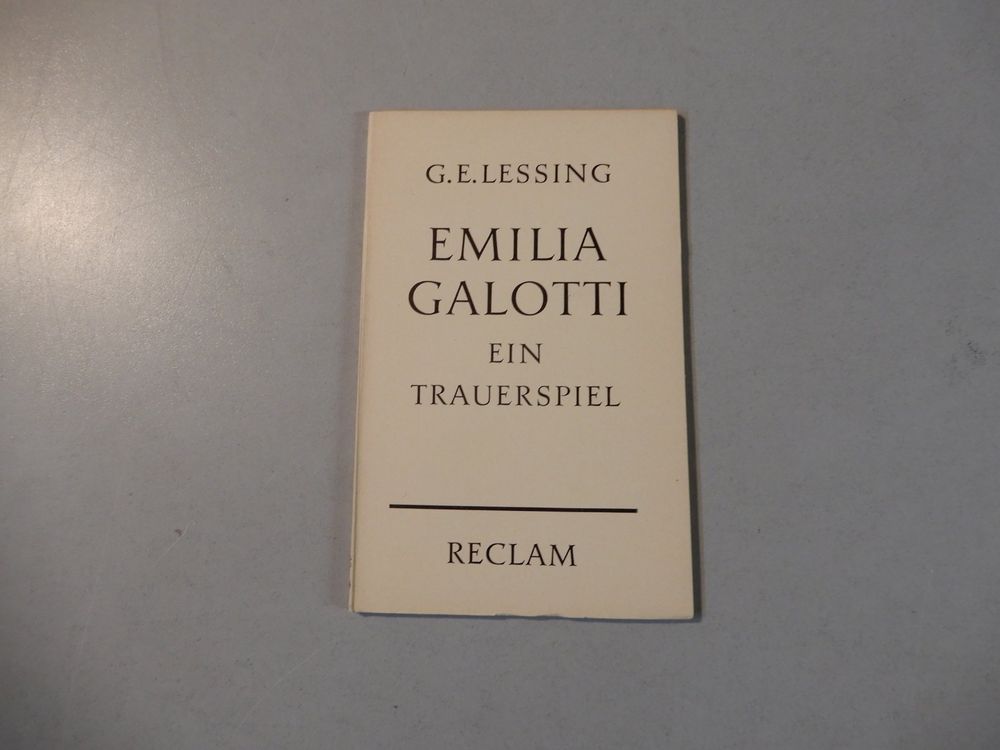 G. E. LESSING
EMILIA
GALOTTI
EIN
TRAUERSPIEL
RECLAM